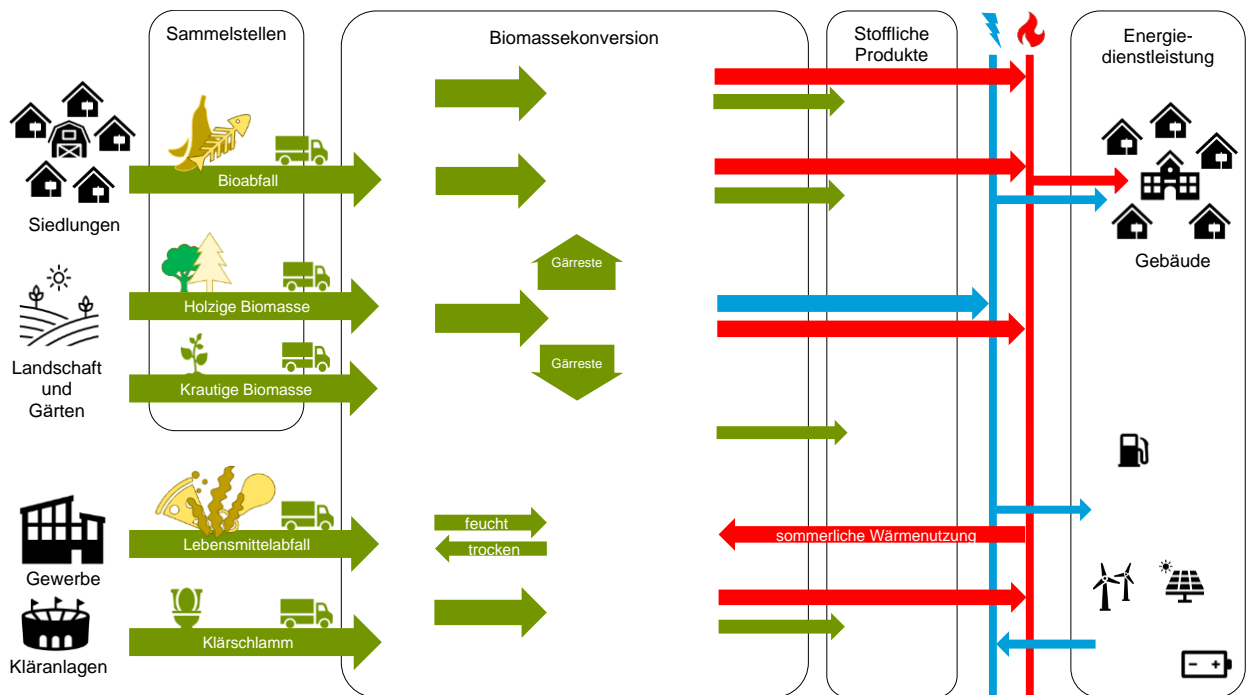 Sammelstellen
Biomassekonversion
Stoffliche
Produkte
Energie-
dienstleistung
Siedlungen
Bioabfall
Gebäude
Landschaft
und
Gärten
Holzige Biomasse
Krautige Biomasse
Gärreste
Gärreste
Gewerbe
Lebensmittelabfall
feucht
trocken
sommerliche Wärmenutzung
Kläranlagen
Klärschlamm
- +